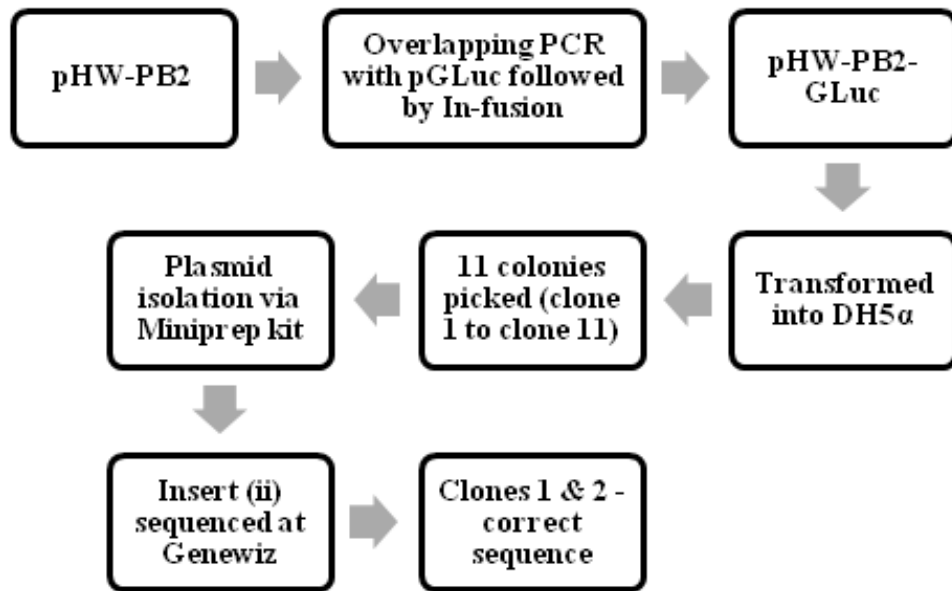 pHW-PB2
Overlapping PCR
with pGLuc followed
by In-fusion
pHW-PB2-
GLuc
Transformed
into DH5α
11 colonies
picked (clone
1 to clone 11)
Plasmid
isolation via
Miniprep kit
Insert (ii)
sequenced at
Genewiz
Clones 1 & 2 -
correct
sequence